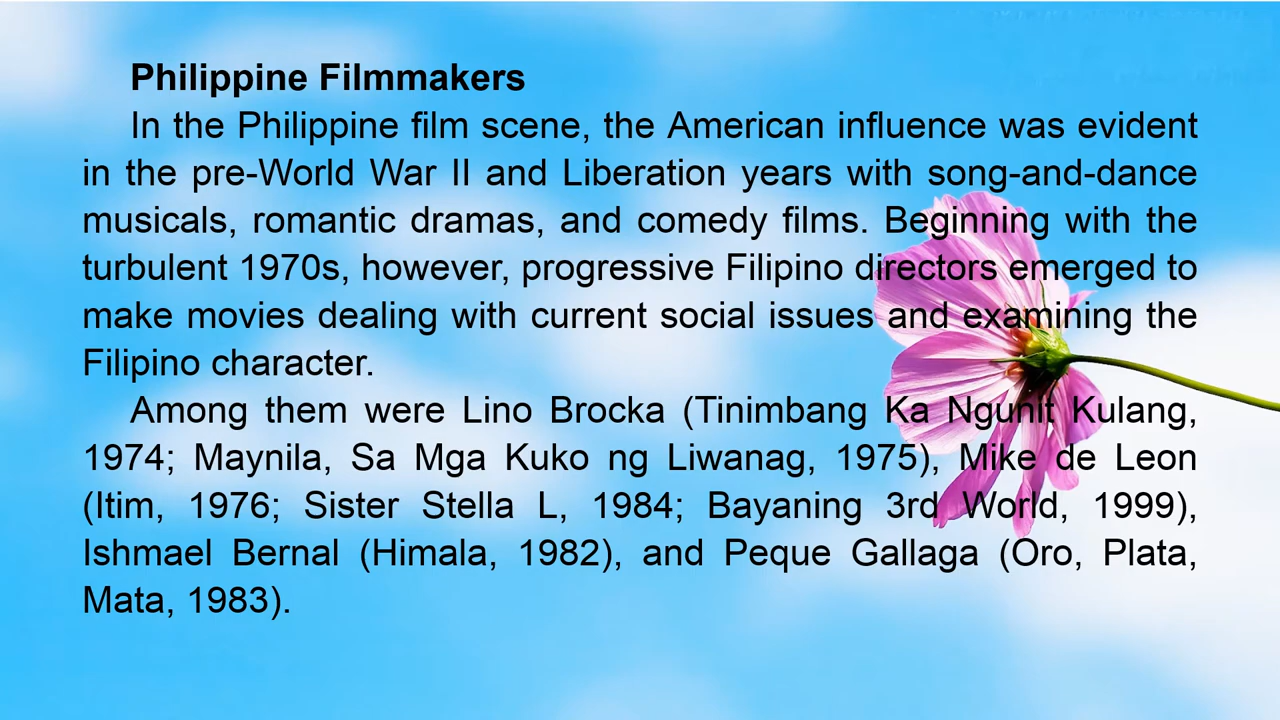 Philippine Filmmakers
In the Philippine film scene, the American influence was evident
in the pre-World War II and Liberation years with song-and-dance
musicals, romantic dramas, and comedy films. Beginning with the
turbulent 1970s, however, progressive Filipino directors emerged to
make movies dealing with current social issues and examining the
Filipino character.
Among them were Lino Brocka (Tinimbang Ka Ngunit Kulang,
1974; Maynila, Sa Mga Kuko ng Liwanag, 1975), Mike de Leon
(Itim, 1976; Sister Stella L, 1984; Bayaning 3rd World, 1999),
Ishmael Bernal (Himala, 1982), and Peque Gallaga (Oro, Plata,
Mata, 1983).